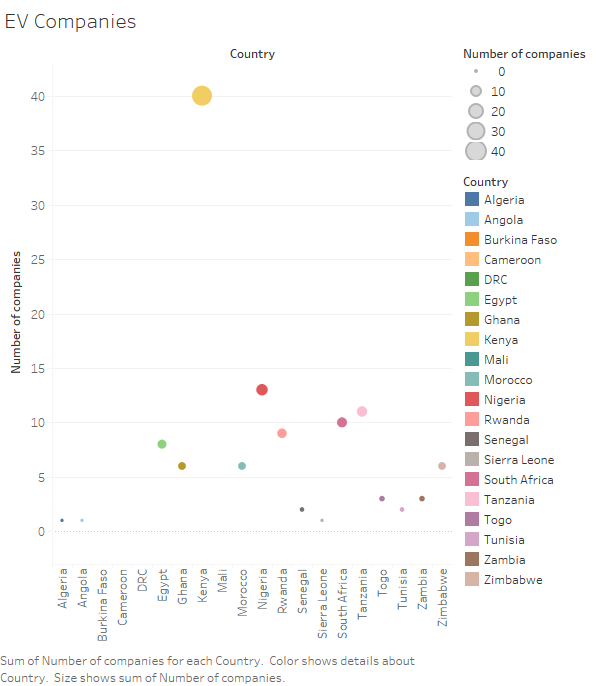 EV Companies
Country
Number of companies
40
35
30
25
20
15
10
5
0
Algeria
Angola
Burkina Faso
Cameroon
DRC
Egypt
Ghana
Kenya
Mali
Morocco
Nigeria
Rwanda
Senegal
Sierra Leone
South Africa
Tanzania
Togo
Tunisia
Zambia
Zimbabwe
Number of companies
0
10
20
30
40
Country
Algeria
Angola
Burkina Faso
Cameroon
DRC
Egypt
Ghana
Kenya
Mali
Morocco
Nigeria
Rwanda
Senegal
Sierra Leone
South Africa
Tanzania
Togo
Tunisia
Zambia
Zimbabwe
Sum of Number of companies for each Country. Color shows details about
Country. Size shows sum of Number of companies.